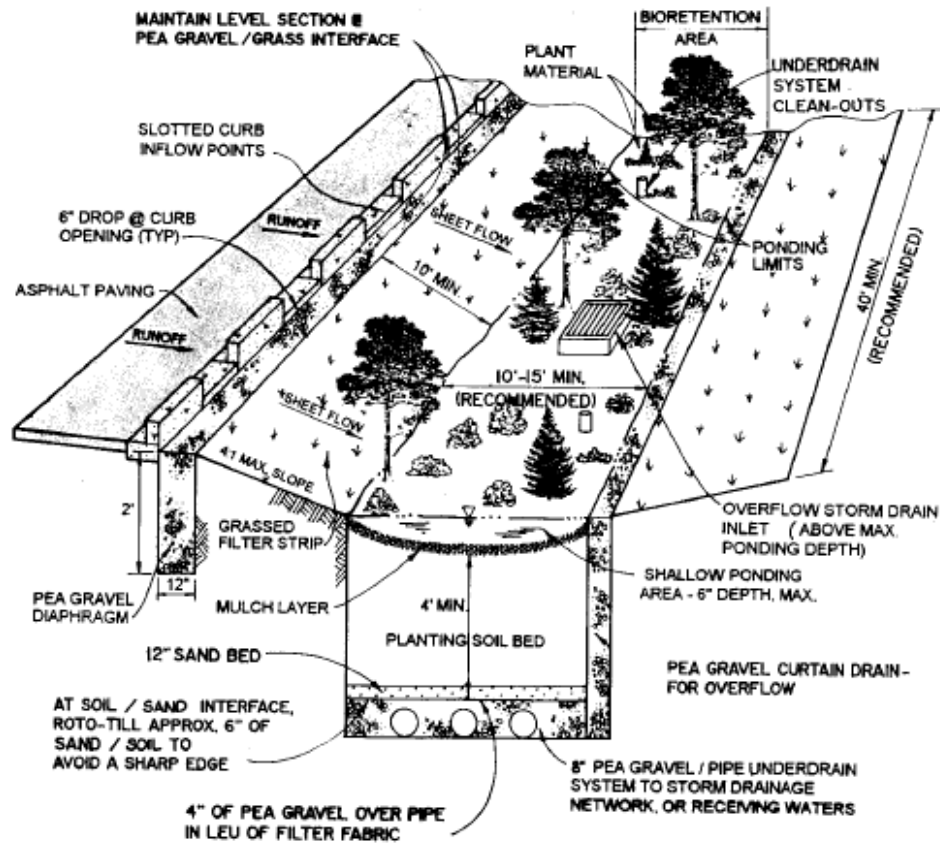 MAINTAIN LEVEL SECTION @
PEA GRAVEL / GRASS INTERFACE
BIORETENTION
AREA
PLANT
MATERIAL
UNDERDRAIN
SYSTEM
CLEAN-OUTS
SLOTTED CURB
INFLOW POINTS
6" DROP @ CURB
OPENING (TYP)
RUNOFF
SHEET FLOW
PONDING
LIMITS
ASPHALT PAVING
10' MIN.
40' MIN.
(RECOMMENDED)
RUNOFF
10'-15' MIN.
(RECOMMENDED)
SHEET FLOW
4:1 MAX. SLOPE
2'
GRASSED
FILTER STRIP
OVERFLOW STORM DRAIN
INLET ( ABOVE MAX.
PONDING DEPTH)
12"
PEA GRAVEL
DIAPHRAGM
MULCH LAYER
4' MIN.
SHALLOW PONDING
AREA - 6" DEPTH, MAX.
PLANTING SOIL BED
12" SAND BED
PEA GRAVEL CURTAIN DRAIN-
FOR OVERFLOW
AT SOIL / SAND INTERFACE,
ROTO-TILL APPROX. 6" OF
SAND / SOIL TO
AVOID A SHARP EDGE
8" PEA GRAVEL / PIPE UNDERDRAIN
SYSTEM TO STORM DRAINAGE
NETWORK, OR RECEIVING WATERS
4" OF PEA GRAVEL OVER PIPE
IN LEU OF FILTER FABRIC